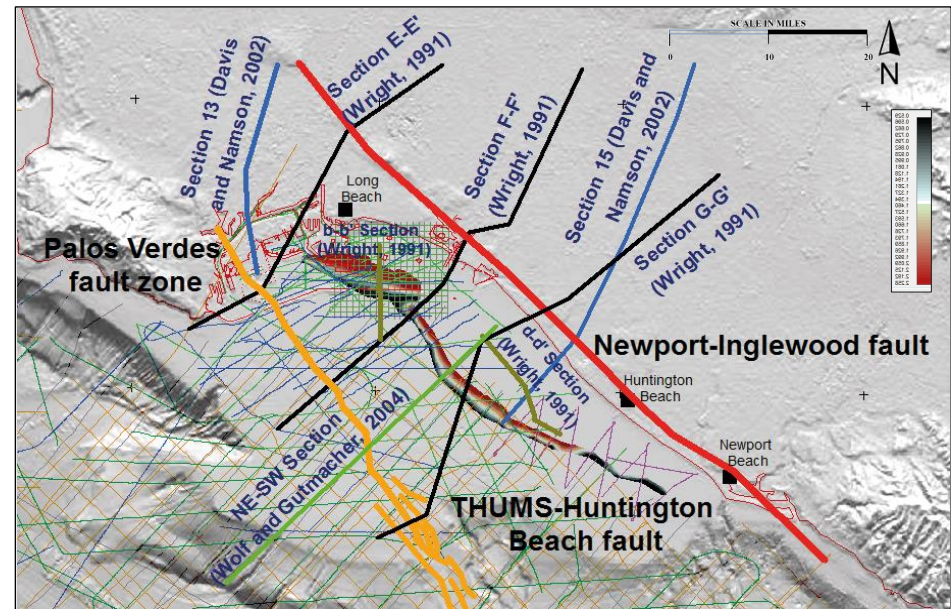 SCALE IN MILES
0
10
20
N
Section 13 (Davis
and Namson, 2002)
Section E-E'
(Wright, 1991)
Section F-F'
(Wright, 1991)
Section 15 (Davis and
Namson, 2002)
Section G-G'
(Wright, 1991)
Long
Beach
b-b' Section
(Wright, 1991)
Palos Verdes
fault zone
d-d' Section
(Wright, 1991)
Newport-Inglewood fault
Huntington
Beach
Newport
Beach
NE-SW Section
(Wolf and Gutmacher, 2004)
THUMS-Huntington
Beach fault